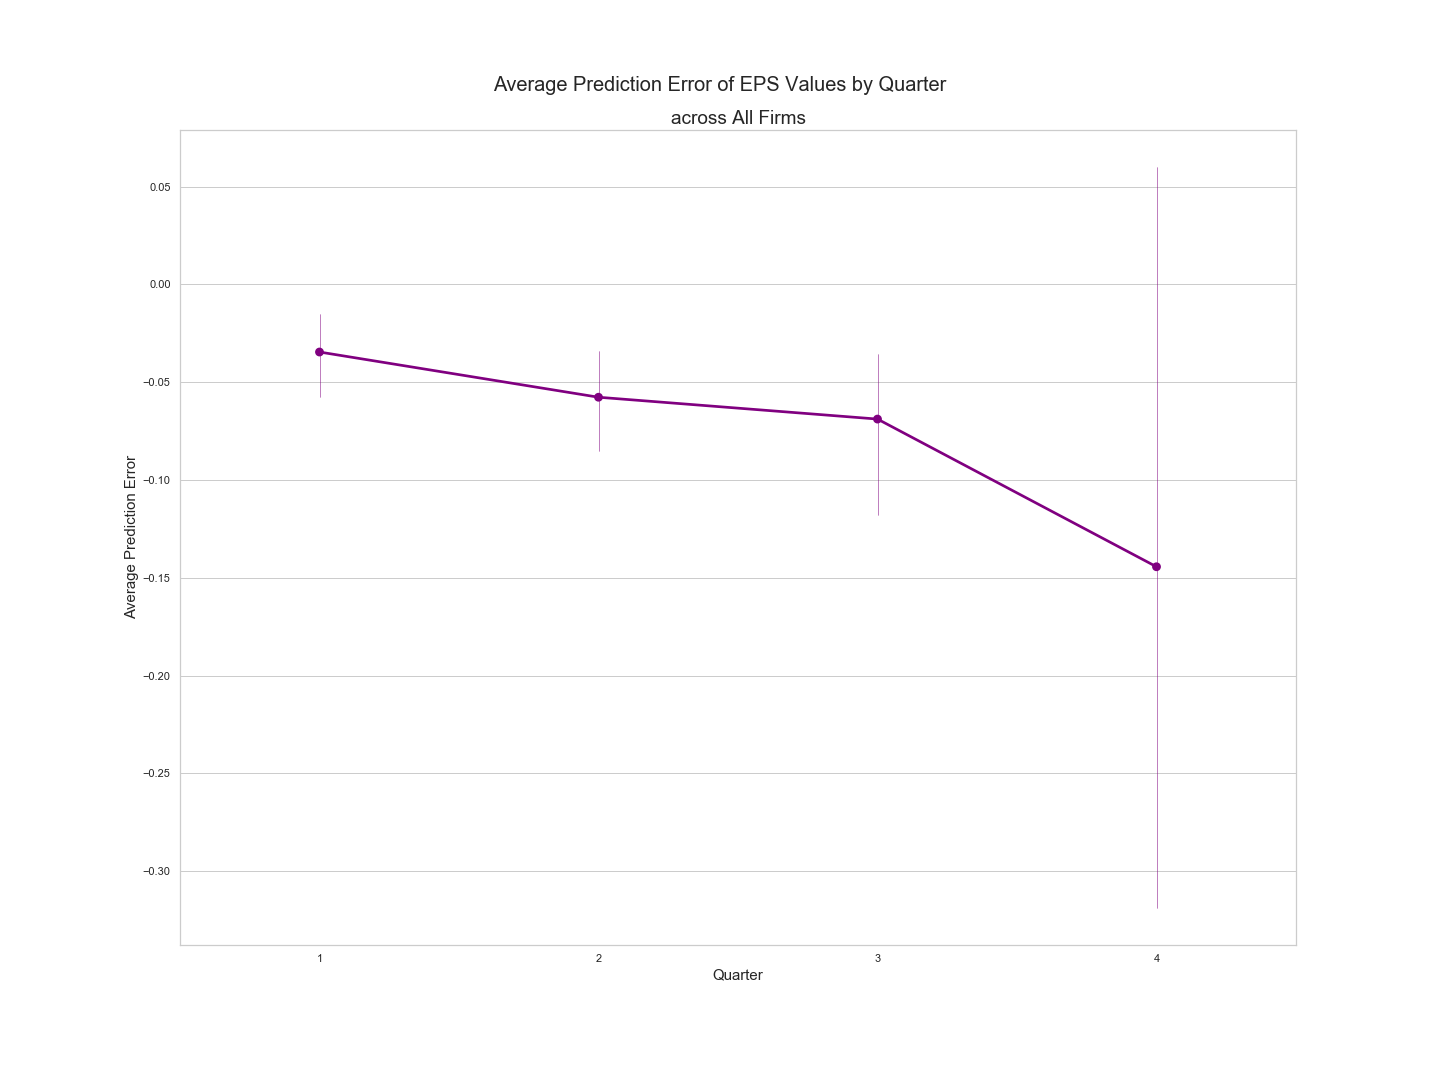 Average Prediction Error of EPS Values by Quarter
across All Firms
0.05
0.00
−0.05
−0.10
−0.15
−0.20
−0.25
−0.30
Average Prediction Error
1 2 3 4
Quarter